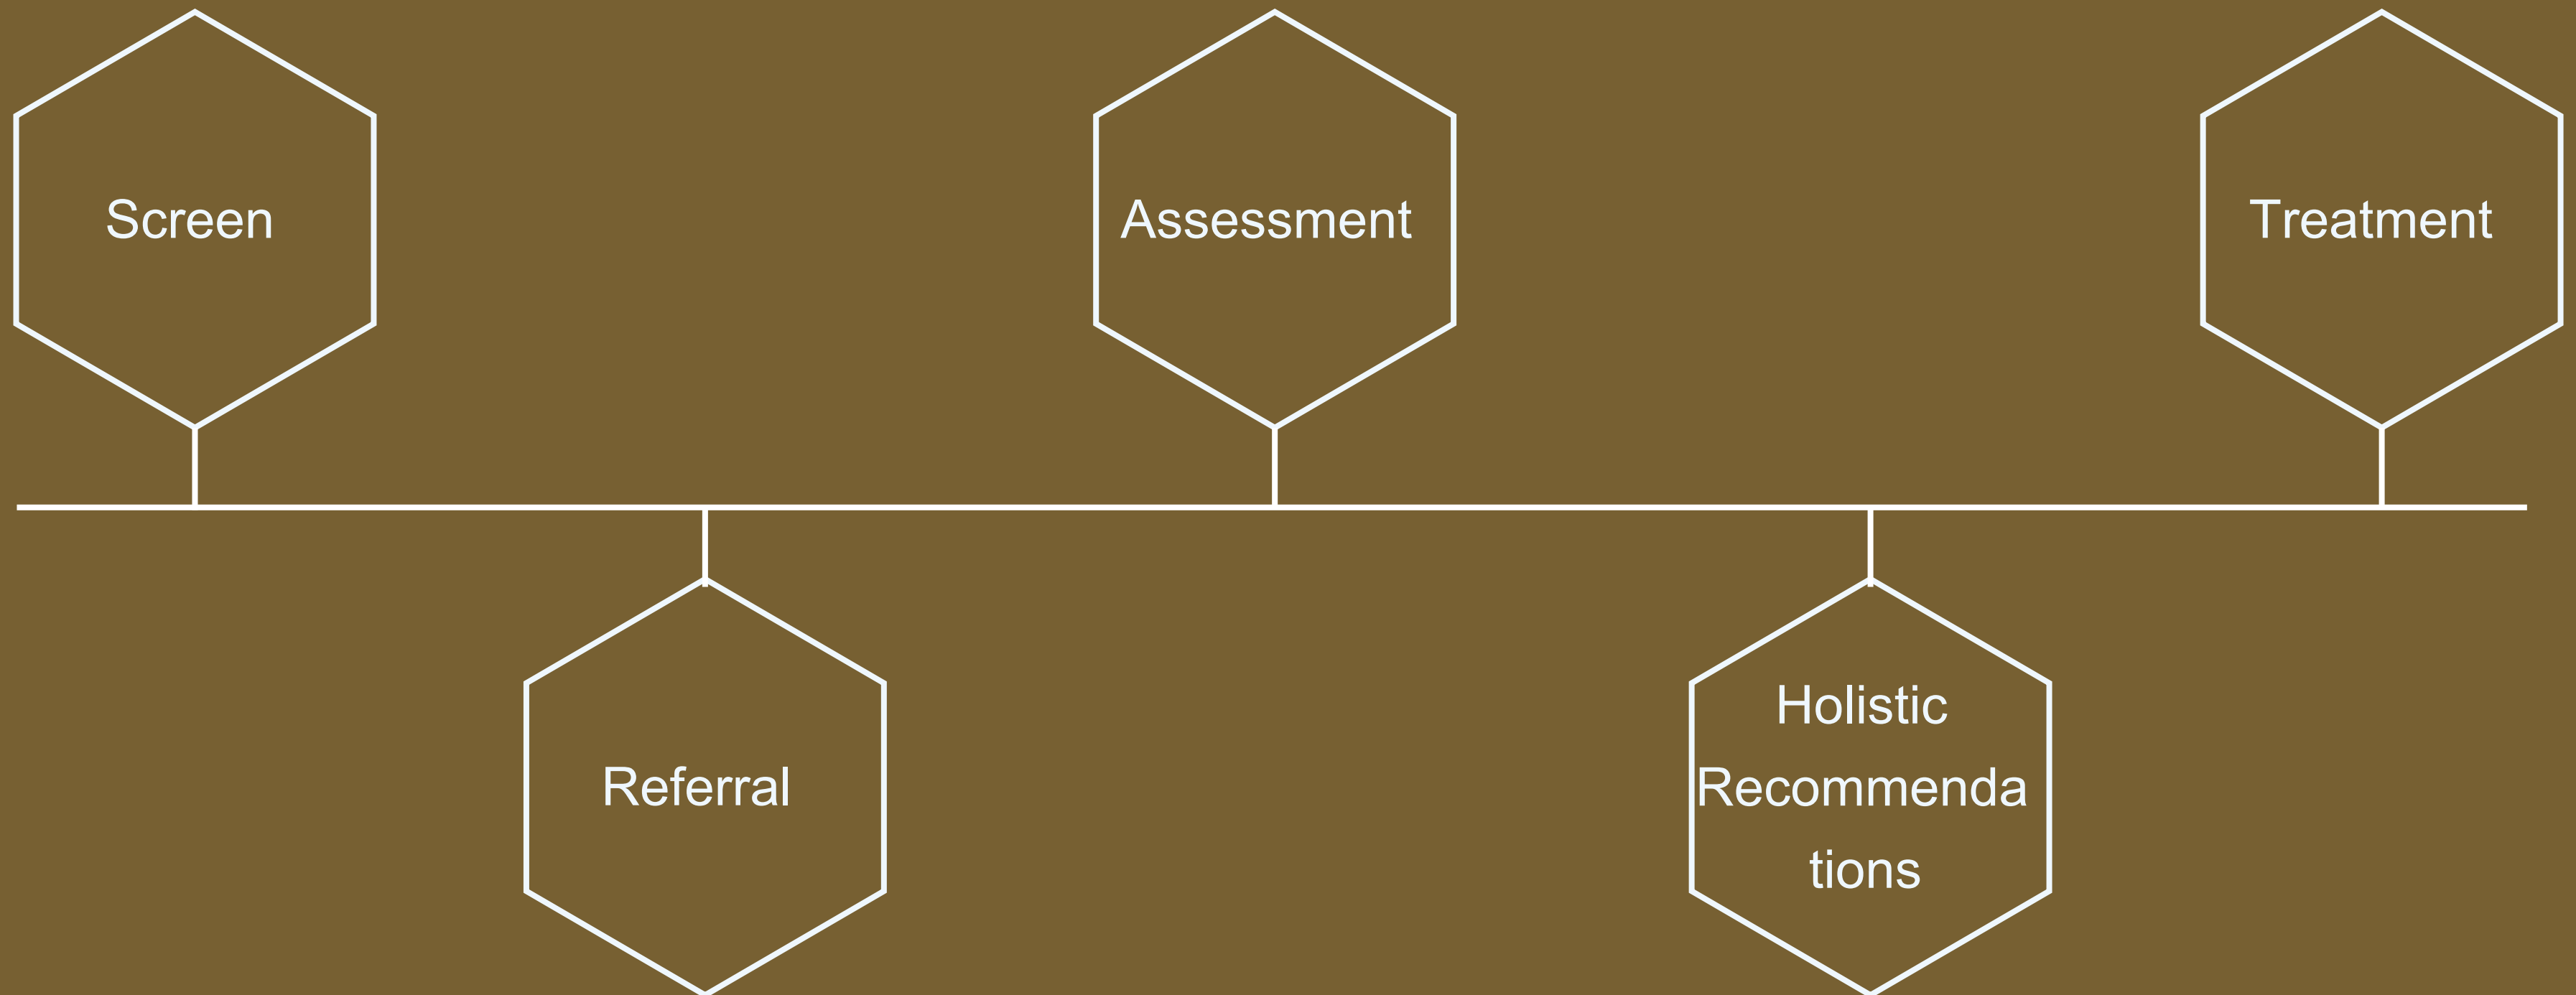 Screen
Referral
Assessment
Holistic
Recommenda
tions
Treatment